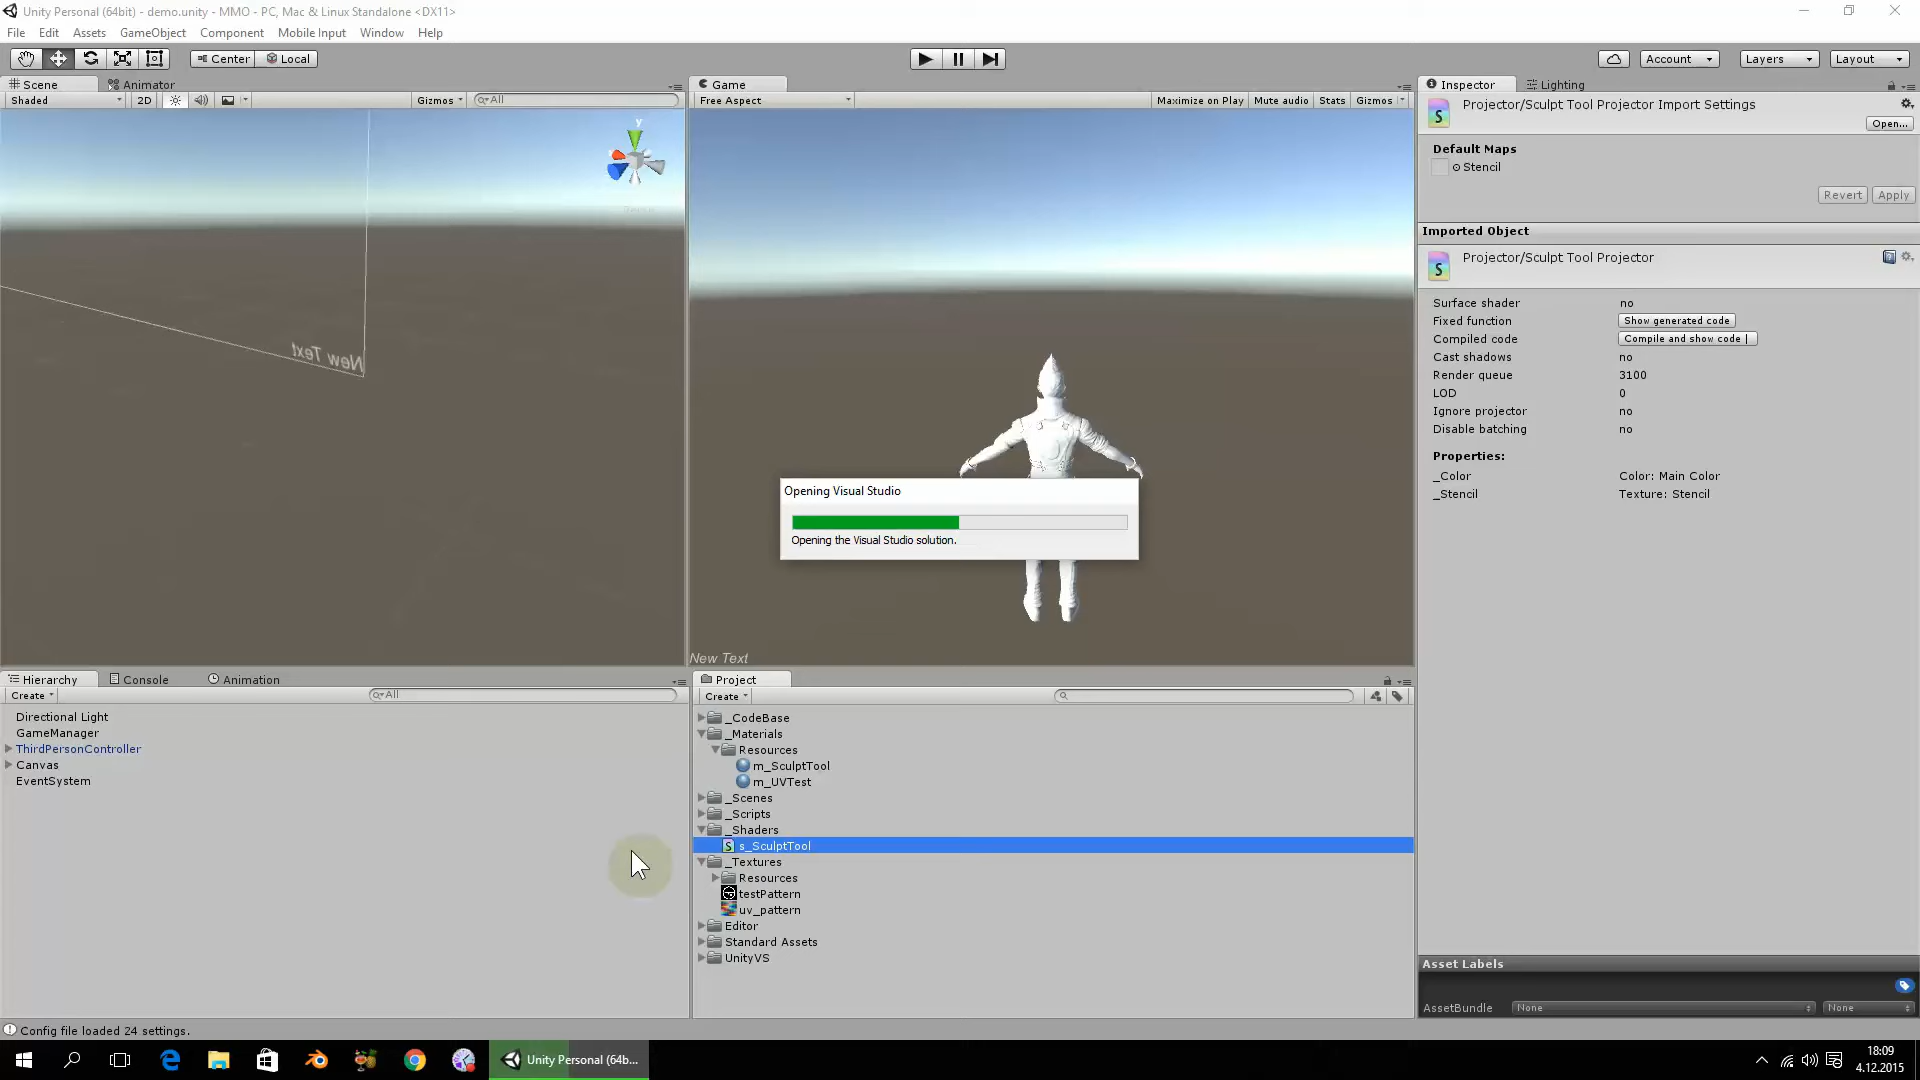 Unity Personal (64bit) - demo.unity - MMO - PC, Mac & Linux Standalone <DX11>
File Edit Assets GameObject Component Mobile Input Window Help
Center Local Account Layers Layout
Scene Animator
Shaded 2D Gizmos All
New Text
Game
Free Aspect Maximize on Play Mute audio Stats Gizmos
New Text
Opening Visual Studio
Opening the Visual Studio solution.
Inspector Lighting
Projector/Sculpt Tool Projector Import Settings
Open...
Default Maps
Stencil
Revert Apply
Imported Object
Projector/Sculpt Tool Projector
Surface shader no
Fixed function Show generated code
Compiled code Compile and show code |
Cast shadows no
Render queue 3100
LOD 0
Ignore projector no
Disable batching no
Properties:
_Color Color: Main Color
_Stencil Texture: Stencil
Asset Labels
AssetBundle None None
Hierarchy Console Animation
Create All
Directional Light
GameManager
ThirdPersonController
Canvas
EventSystem
Project
Create
_CodeBase
_Materials
Resources
m_SculptTool
m_UVTest
_Scenes
_Scripts
_Shaders
s_SculptTool
_Textures
Resources
testPattern
uv_pattern
Editor
Standard Assets
UnityVS
Config file loaded 24 settings.
Unity Personal (64b...
18:09
4.12.2015